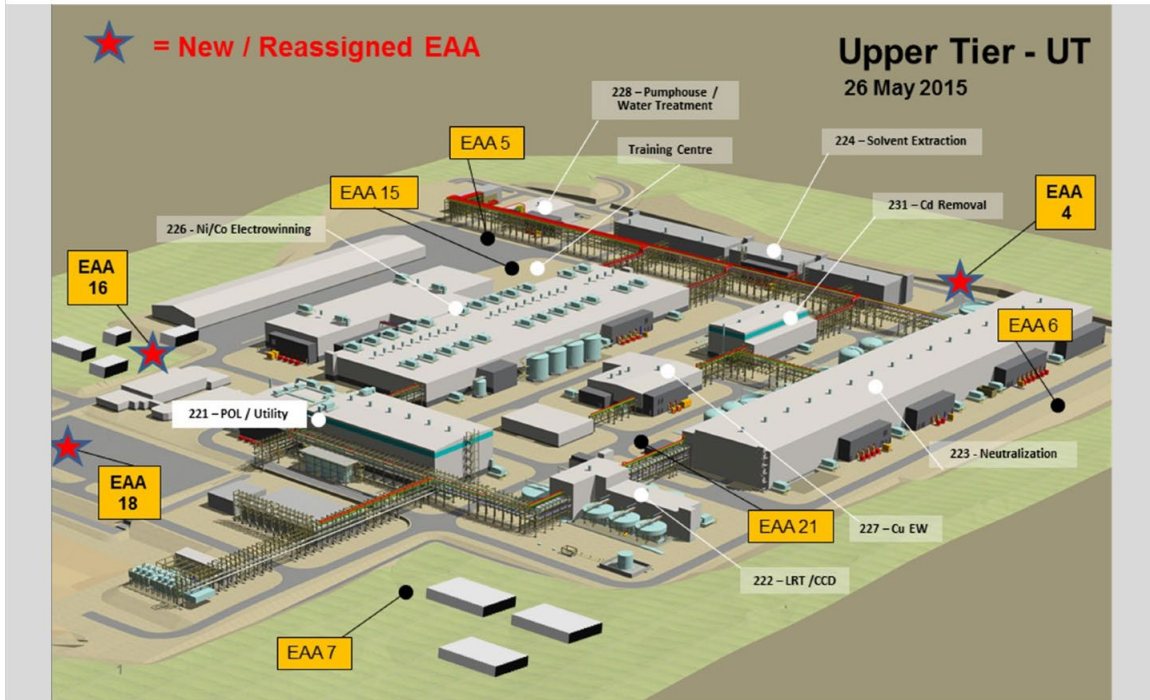 = New / Reassigned EAA
Upper Tier - UT
26 May 2015
228 – Pumphouse /
Water Treatment
EAA 5
Training Centre
224 – Solvent Extraction
EAA 15
EAA
4
231 – Cd Removal
226 - Ni/Co Electrowinning
EAA
16
EAA 6
221 – POL / Utility
223 - Neutralization
EAA
18
EAA 21
227 – Cu EW
222 – LRT /CCD
EAA 7
1